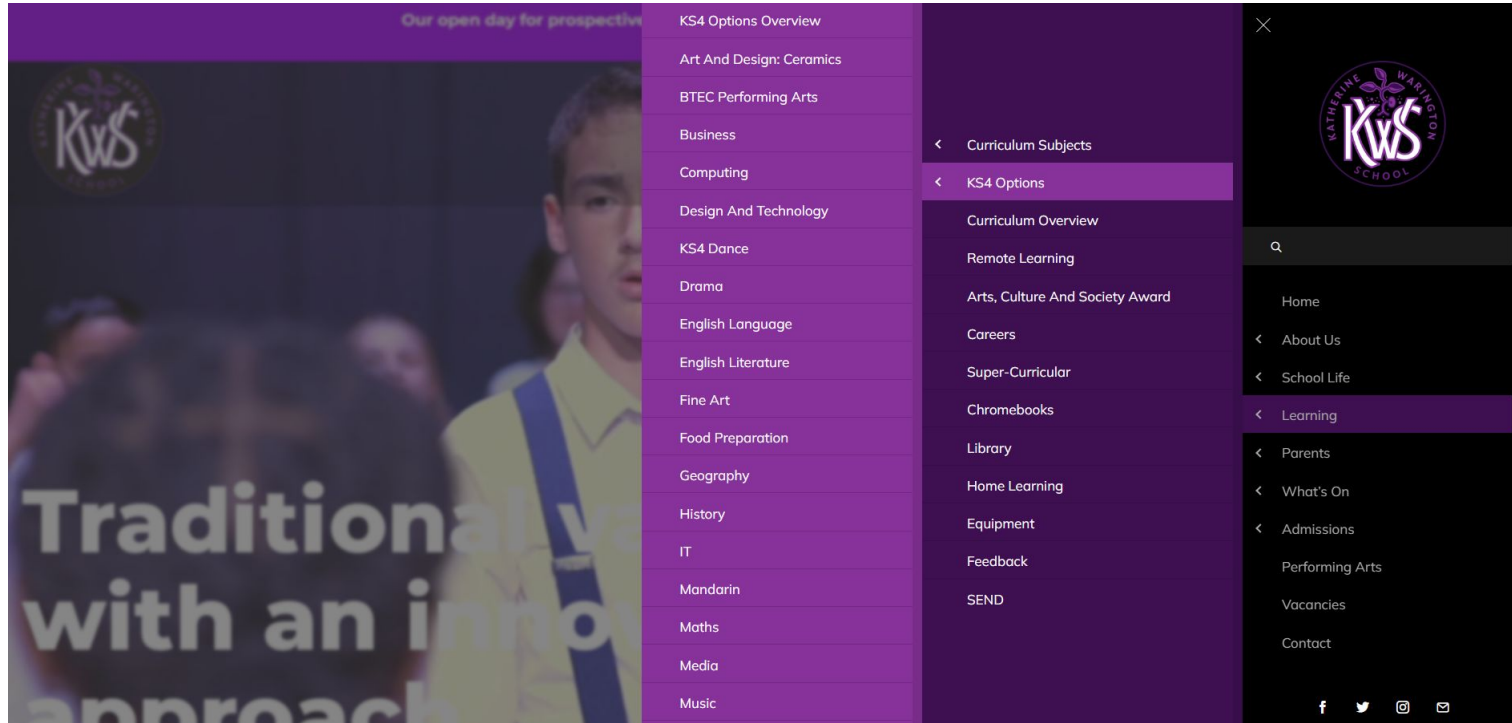 Our open day for prospective
KWS
KATHERINE WARINGTON
SCHOOL
Traditional
with an
approach
KS4 Options Overview
Art And Design: Ceramics
BTEC Performing Arts
Business
Computing
Design And Technology
KS4 Dance
Drama
English Language
English Literature
Fine Art
Food Preparation
Geography
History
IT
Mandarin
Maths
Media
Music
Curriculum Subjects
KS4 Options
Curriculum Overview
Remote Learning
Arts, Culture And Society Award
Careers
Super-Curricular
Chromebooks
Library
Home Learning
Equipment
Feedback
SEND
KATHERINE WARINGTON
KWS
SCHOOL
Home
About Us
School Life
Learning
Parents
What's On
Admissions
Performing Arts
Vacancies
Contact